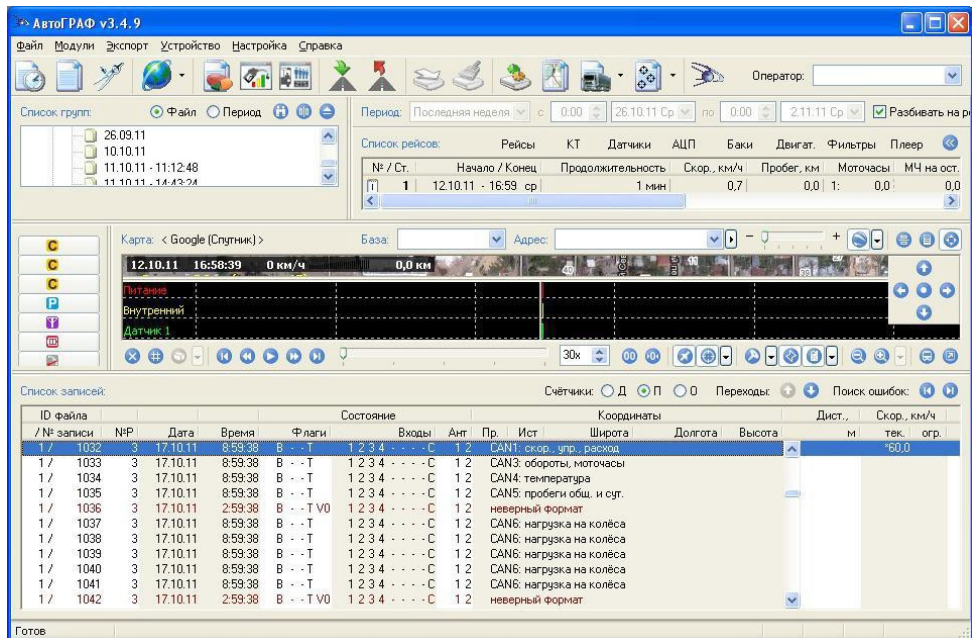 АвтоГРАФ v3.4.9
Файл Модули Экспорт Устройство Настройка Справка
Оператор:
Список групп: Файл Период
26.09.11
10.10.11
11.10.11 - 11:12:48
11.10.11 - 14:43:24
Период: Последняя неделя с 0:00 26.10.11 Ср по 0:00 2.11.11 Ср Разбивать на ре
Список рейсов: Рейсы КТ Датчики АЦП Баки Двигат. Фильтры Плеер
№ / Ст. Начало / Конец Продолжительность Скор., км/ч Пробег, км Моточасы МЧ на ост.
1 12.10.11 - 16:59 ср 1 мин 0,7 0,0 1: 0,0 0,0
Карта: < Google (Спутник) > База: Адрес:
12.10.11 16:58:39 0 км/ч 0,0 км
Питание
Внутренний
Датчик 1
30x
Список записей: Счётчики: Д П О Переходы: Поиск ошибок:
ID файла Состояние Координаты Дист., Скор., км/ч
/ № записи №Р Дата Время Флаги Входы Ант Пр. Ист Широта Долгота Высота м тек. огр.
1 / 1032 3 17.10.11 8:59:38 B - - T 1 2 3 4 - - - - C 1 2 CAN1: скор., упр., расход *60,0
1 / 1033 3 17.10.11 8:59:38 B - - T 1 2 3 4 - - - - C 1 2 CAN3: обороты, моточасы
1 / 1034 3 17.10.11 8:59:38 B - - T 1 2 3 4 - - - - C 1 2 CAN4: температура
1 / 1035 3 17.10.11 8:59:38 B - - T 1 2 3 4 - - - - C 1 2 CAN5: пробеги общ. и сут.
1 / 1036 3 17.10.11 2:59:38 B - - T V0 1 2 3 4 - - - - C 1 2 неверный формат
1 / 1037 3 17.10.11 8:59:38 B - - T 1 2 3 4 - - - - C 1 2 CAN6: нагрузка на колёса
1 / 1038 3 17.10.11 8:59:38 B - - T 1 2 3 4 - - - - C 1 2 CAN6: нагрузка на колёса
1 / 1039 3 17.10.11 8:59:38 B - - T 1 2 3 4 - - - - C 1 2 CAN6: нагрузка на колёса
1 / 1040 3 17.10.11 8:59:38 B - - T 1 2 3 4 - - - - C 1 2 CAN6: нагрузка на колёса
1 / 1041 3 17.10.11 8:59:38 B - - T 1 2 3 4 - - - - C 1 2 CAN6: нагрузка на колёса
1 / 1042 3 17.10.11 2:59:38 B - - T V0 1 2 3 4 - - - - C 1 2 неверный формат
Готов